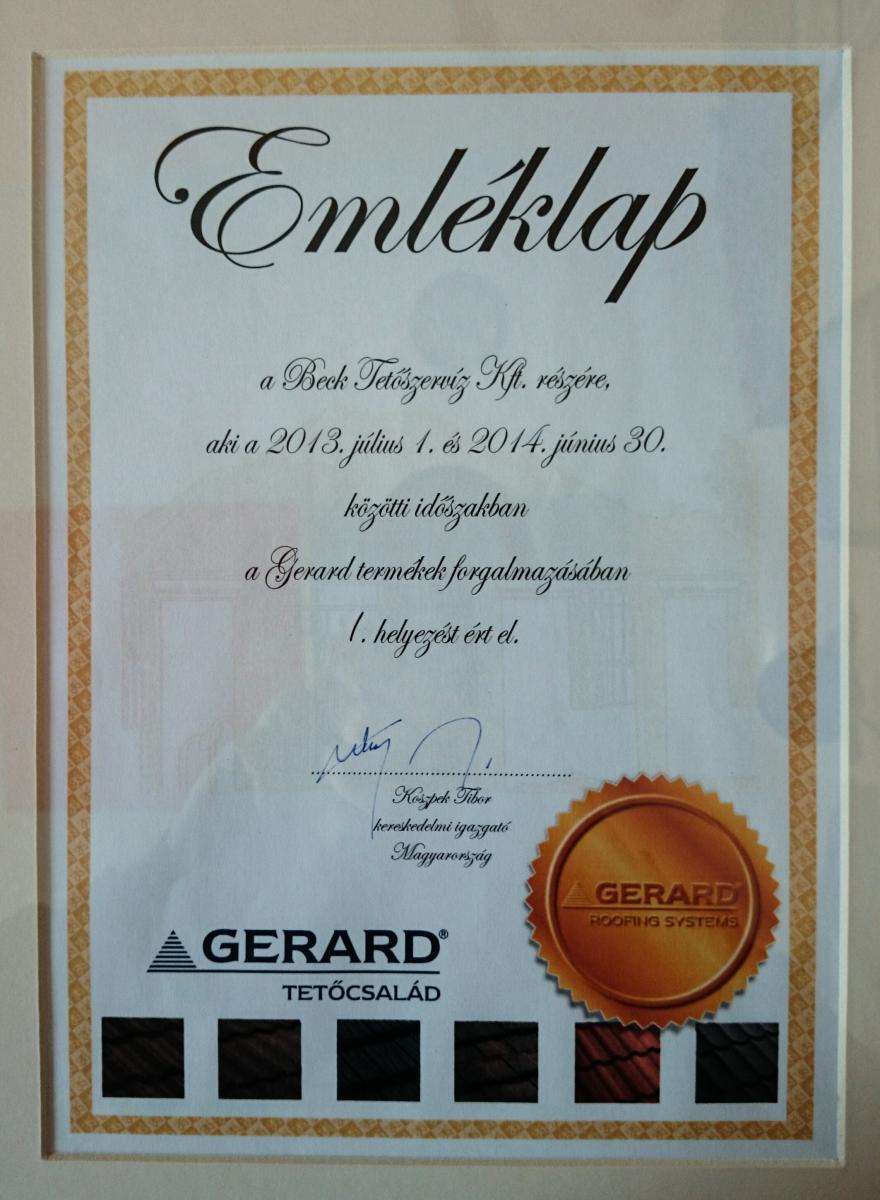 Emléklap
a Beck Tetőszervíz Kft. részére,
aki a 2013. július 1. és 2014. június 30.
közötti időszakban
a Gerard termékek forgalmazásában
1. helyezést ért el.
Koszpek Tibor
kereskedelmi igazgató
Magyarország
GERARD®
TETŐCSALÁD
GERARD®
ROOFING SYSTEMS